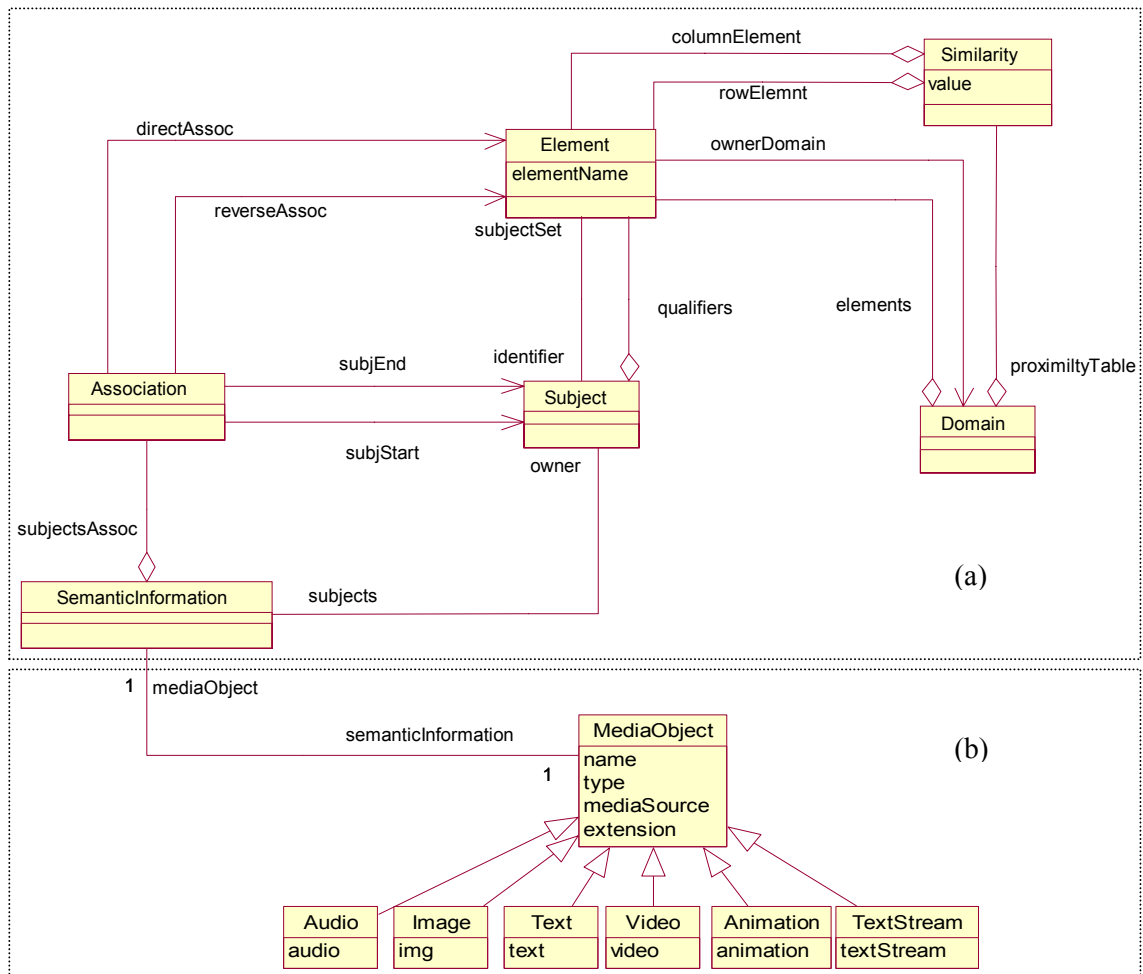 columnElement
Similarity
value
rowElemnt
directAssoc
Element
elementName
ownerDomain
reverseAssoc
subjectSet
qualifiers
elements
proximiltyTable
identifier
subjEnd
Association
Subject
Domain
subjStart
owner
subjectsAssoc
(a)
SemanticInformation
subjects
1 mediaObject
semanticInformation
1
MediaObject
name
type
mediaSource
extension
(b)
Audio
audio
Image
img
Text
text
Video
video
Animation
animation
TextStream
textStream